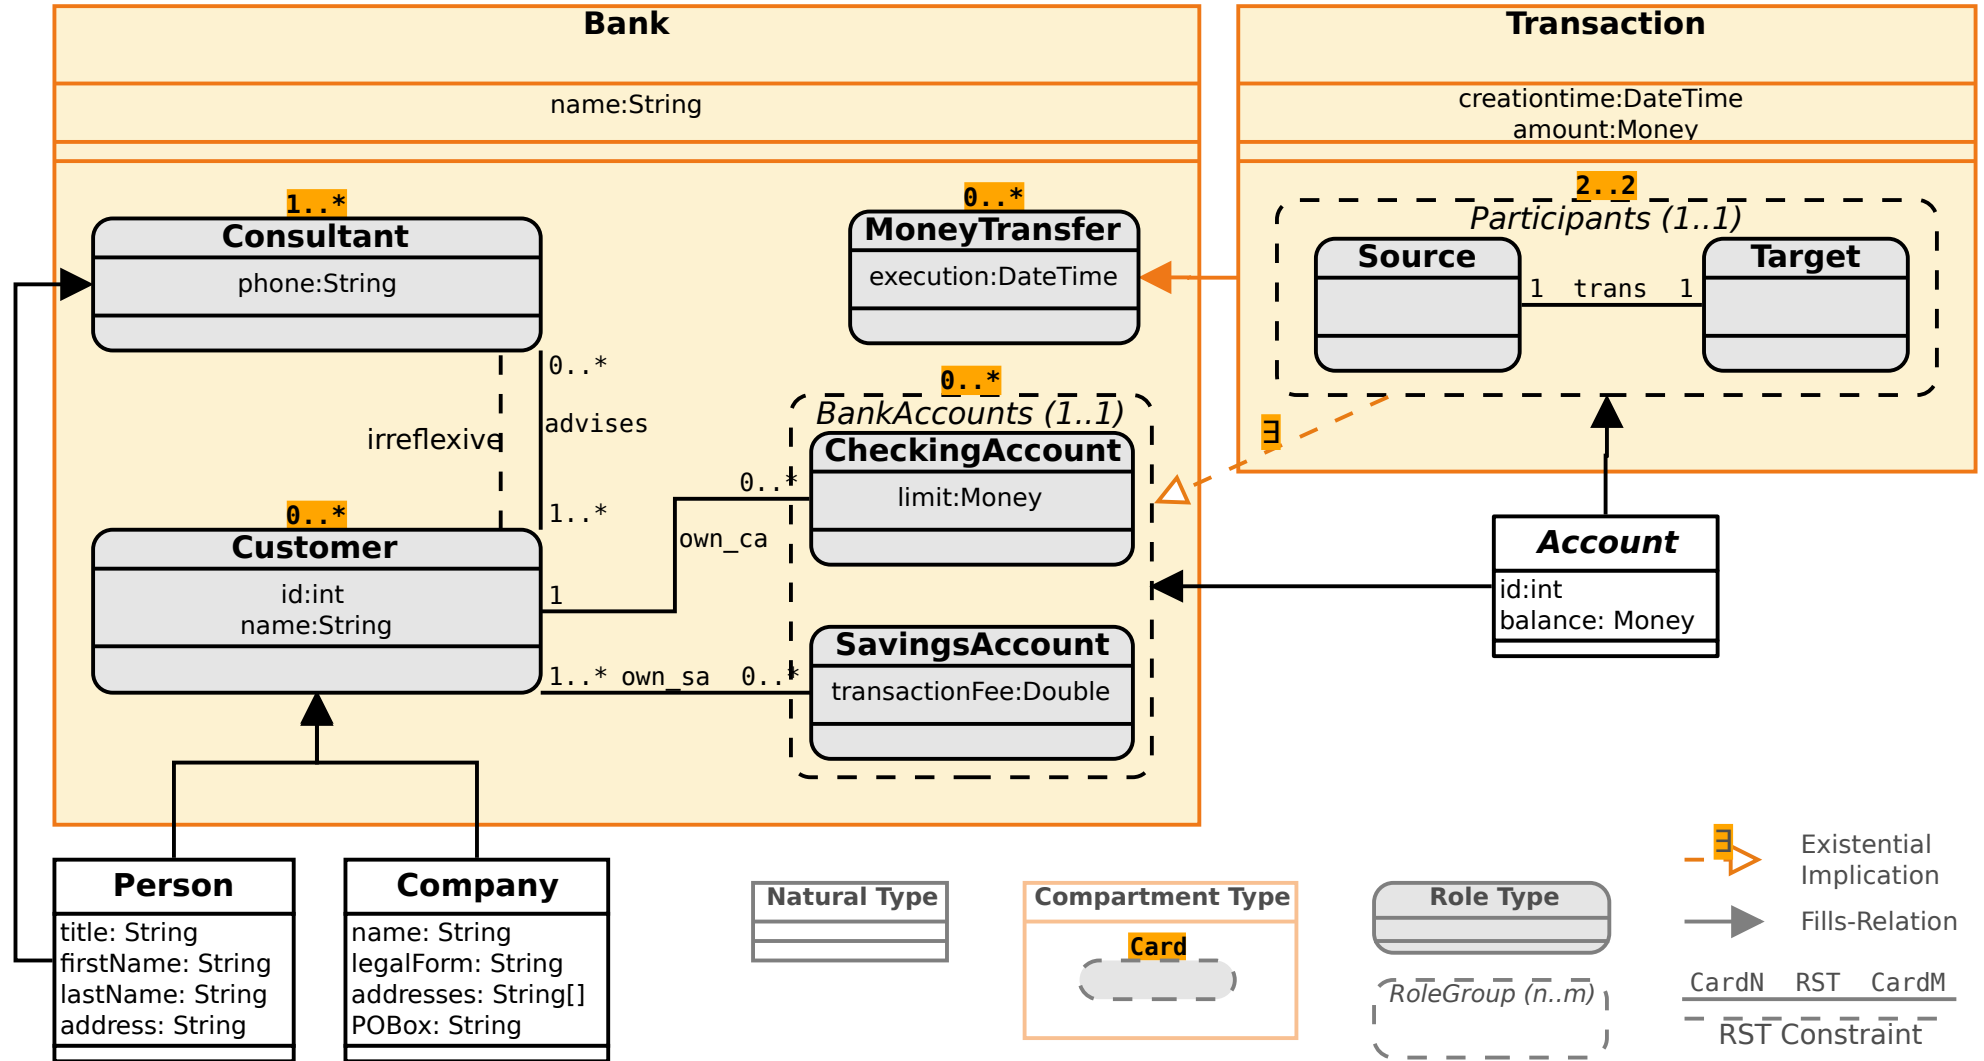 Bank
name:String
1..*
Consultant
phone:String
0..*
advises
irreflexive
1..*
0..*
Customer
id:int
name:String
1
own_ca
0..*
1..* own_sa 0..*
0..*
MoneyTransfer
execution:DateTime
0..*
BankAccounts (1..1)
CheckingAccount
limit:Money
SavingsAccount
transactionFee:Double
Transaction
creationtime:DateTime
amount:Money
2..2
Participants (1..1)
Source
1 trans 1
Target
∃
Account
id:int
balance: Money
Person
title: String
firstName: String
lastName: String
address: String
Company
name: String
legalForm: String
addresses: String[]
POBox: String
Natural Type
Compartment Type
Card
Role Type
RoleGroup (n..m)
∃
Existential
Implication
Fills-Relation
CardN RST CardM
RST Constraint